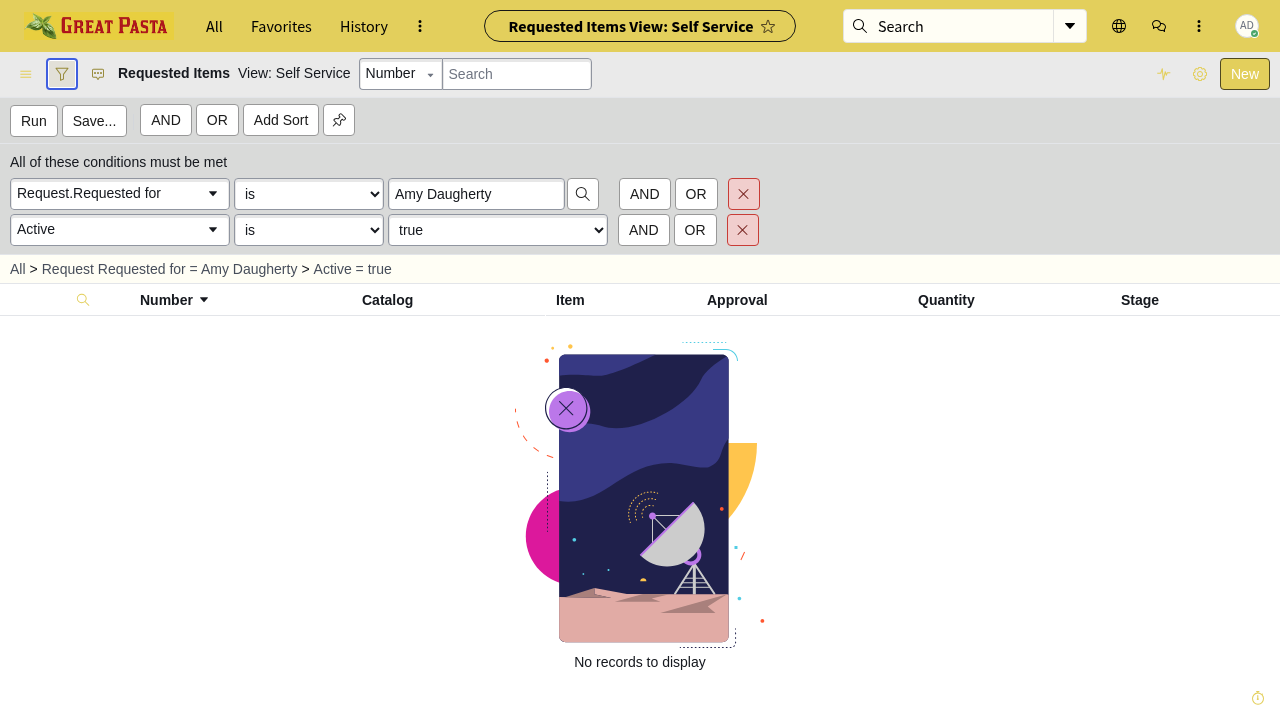 GREAT PASTA All Favorites History Requested Items View: Self Service Search AD
Requested Items View: Self Service Number Search New
Run Save... AND OR Add Sort
All of these conditions must be met
Request.Requested for is Amy Daugherty AND OR
Active is true AND OR
All > Request Requested for = Amy Daugherty > Active = true
Number Catalog Item Approval Quantity Stage
No records to display